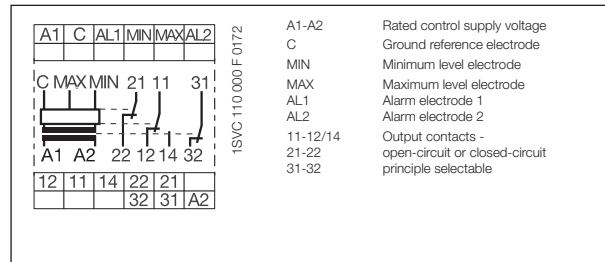 A1 C AL1 MIN MAX AL2
C MAX MIN 21 11 31
A1 A2 22 12 14 32
12 11 14 22 21
32 31 A2
1SVC 110 000 F 0172
A1-A2 Rated control supply voltage
C Ground reference electrode
MIN Minimum level electrode
MAX Maximum level electrode
AL1 Alarm electrode 1
AL2 Alarm electrode 2
11-12/14 Output contacts -
21-22 open-circuit or closed-circuit
31-32 principle selectable